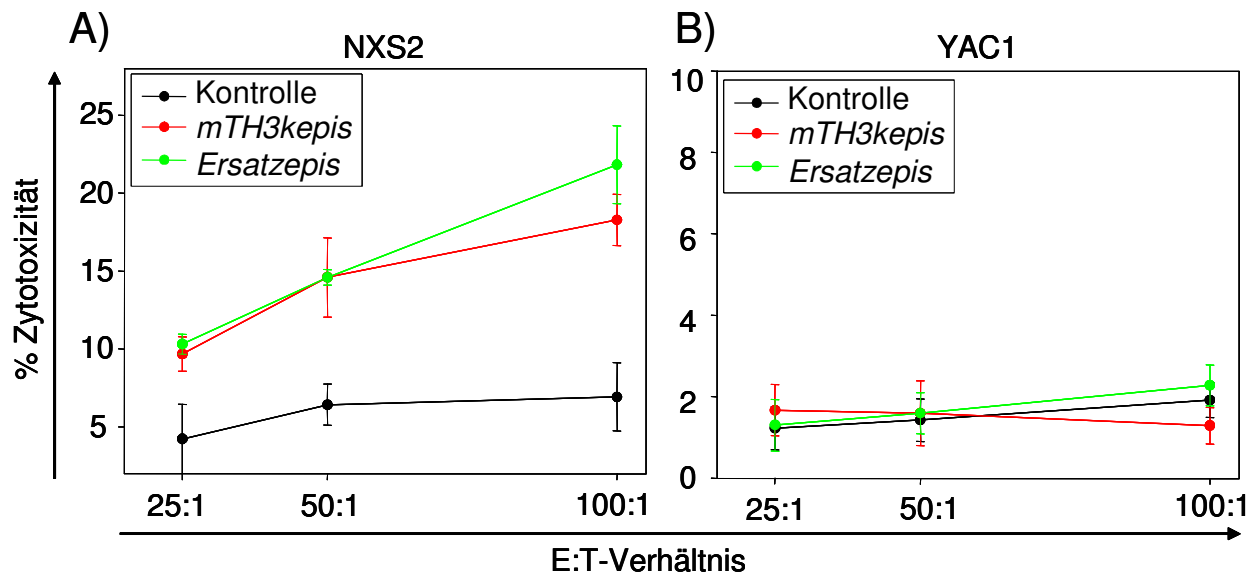 A)
NXS2
Kontrolle
mTH3kepis
Ersatzepis
25
20
15
10
5
25:1
50:1
100:1
% Zytotoxizität
B)
YAC1
Kontrolle
mTH3kepis
Ersatzepis
10
8
6
4
2
0
25:1
50:1
100:1
E:T-Verhältnis